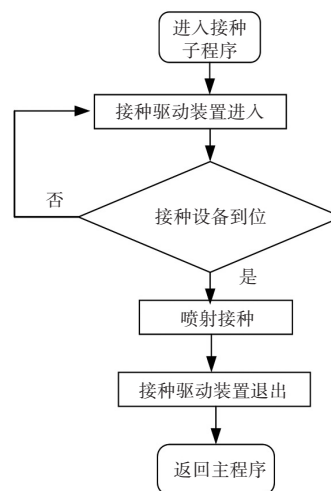 进入接种
子程序
接种驱动装置进入
否
接种设备到位
是
喷射接种
接种驱动装置退出
返回主程序